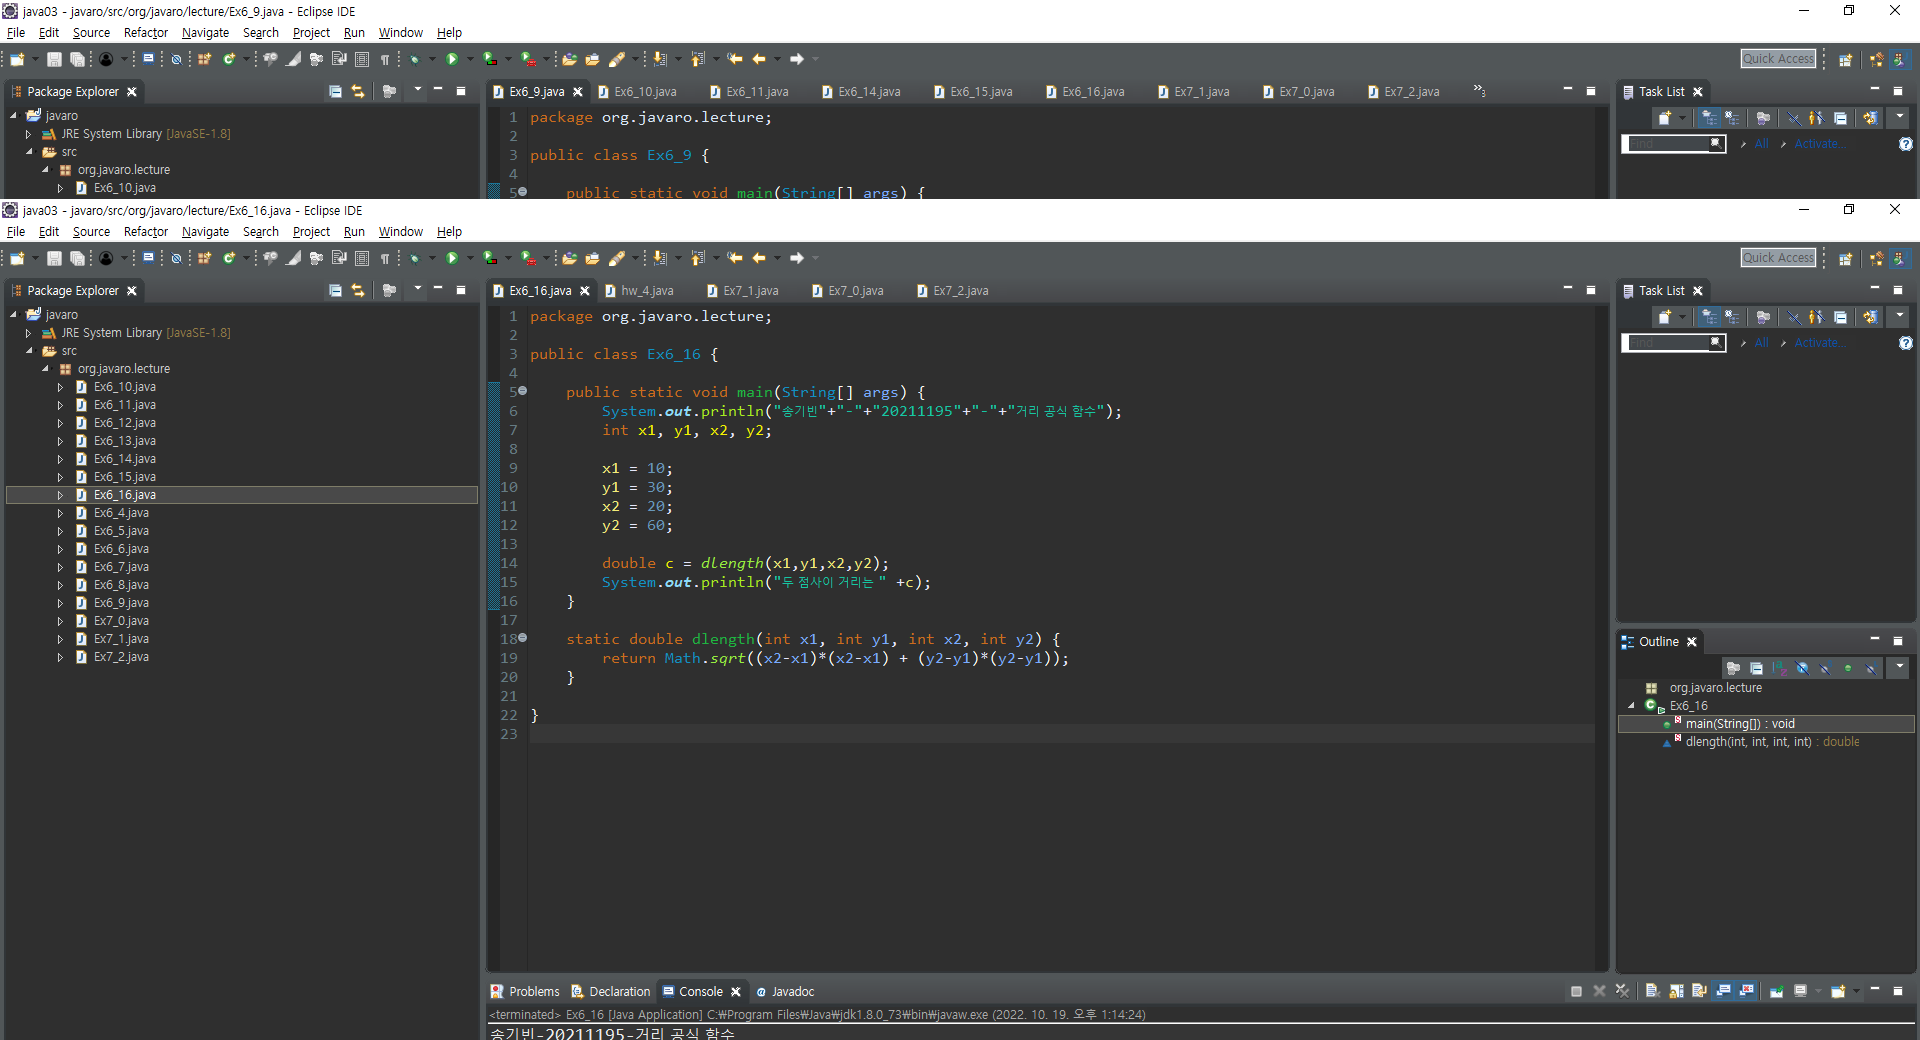 java03 - javaro/src/org/javaro/lecture/Ex6_9.java - Eclipse IDE
File Edit Source Refactor Navigate Search Project Run Window Help
Quick Access
Package Explorer
javaro
JRE System Library [JavaSE-1.8]
src
org.javaro.lecture
Ex6_10.java
Ex6_9.java Ex6_10.java Ex6_11.java Ex6_14.java Ex6_15.java Ex6_16.java Ex7_1.java Ex7_0.java Ex7_2.java »3
1 package org.javaro.lecture;
2
3 public class Ex6_9 {
4
5 public static void main(String[] args) {
Task List
Find All Activate...
java03 - javaro/src/org/javaro/lecture/Ex6_16.java - Eclipse IDE
File Edit Source Refactor Navigate Search Project Run Window Help
Quick Access
Package Explorer
javaro
JRE System Library [JavaSE-1.8]
src
org.javaro.lecture
Ex6_10.java
Ex6_11.java
Ex6_12.java
Ex6_13.java
Ex6_14.java
Ex6_15.java
Ex6_16.java
Ex6_4.java
Ex6_5.java
Ex6_6.java
Ex6_7.java
Ex6_8.java
Ex6_9.java
Ex7_0.java
Ex7_1.java
Ex7_2.java
Ex6_16.java hw_4.java Ex7_1.java Ex7_0.java Ex7_2.java
1 package org.javaro.lecture;
2
3 public class Ex6_16 {
4
5 public static void main(String[] args) {
6 System.out.println("송기빈"+"-"+"20211195"+"-"+"거리 공식 함수");
7 int x1, y1, x2, y2;
8
9 x1 = 10;
10 y1 = 30;
11 x2 = 20;
12 y2 = 60;
13
14 double c = dlength(x1,y1,x2,y2);
15 System.out.println("두 점사이 거리는 " +c);
16 }
17
18 static double dlength(int x1, int y1, int x2, int y2) {
19 return Math.sqrt((x2-x1)*(x2-x1) + (y2-y1)*(y2-y1));
20 }
21
22 }
23
Task List
Find All Activate...
Outline
org.javaro.lecture
Ex6_16
main(String[]) : void
dlength(int, int, int, int) : double
Problems Declaration Console Javadoc
<terminated> Ex6_16 [Java Application] C:₩Program Files₩Java₩jdk1.8.0_73₩bin₩javaw.exe (2022. 10. 19. 오후 1:14:24)
송기빈-20211195-거리 공식 함수